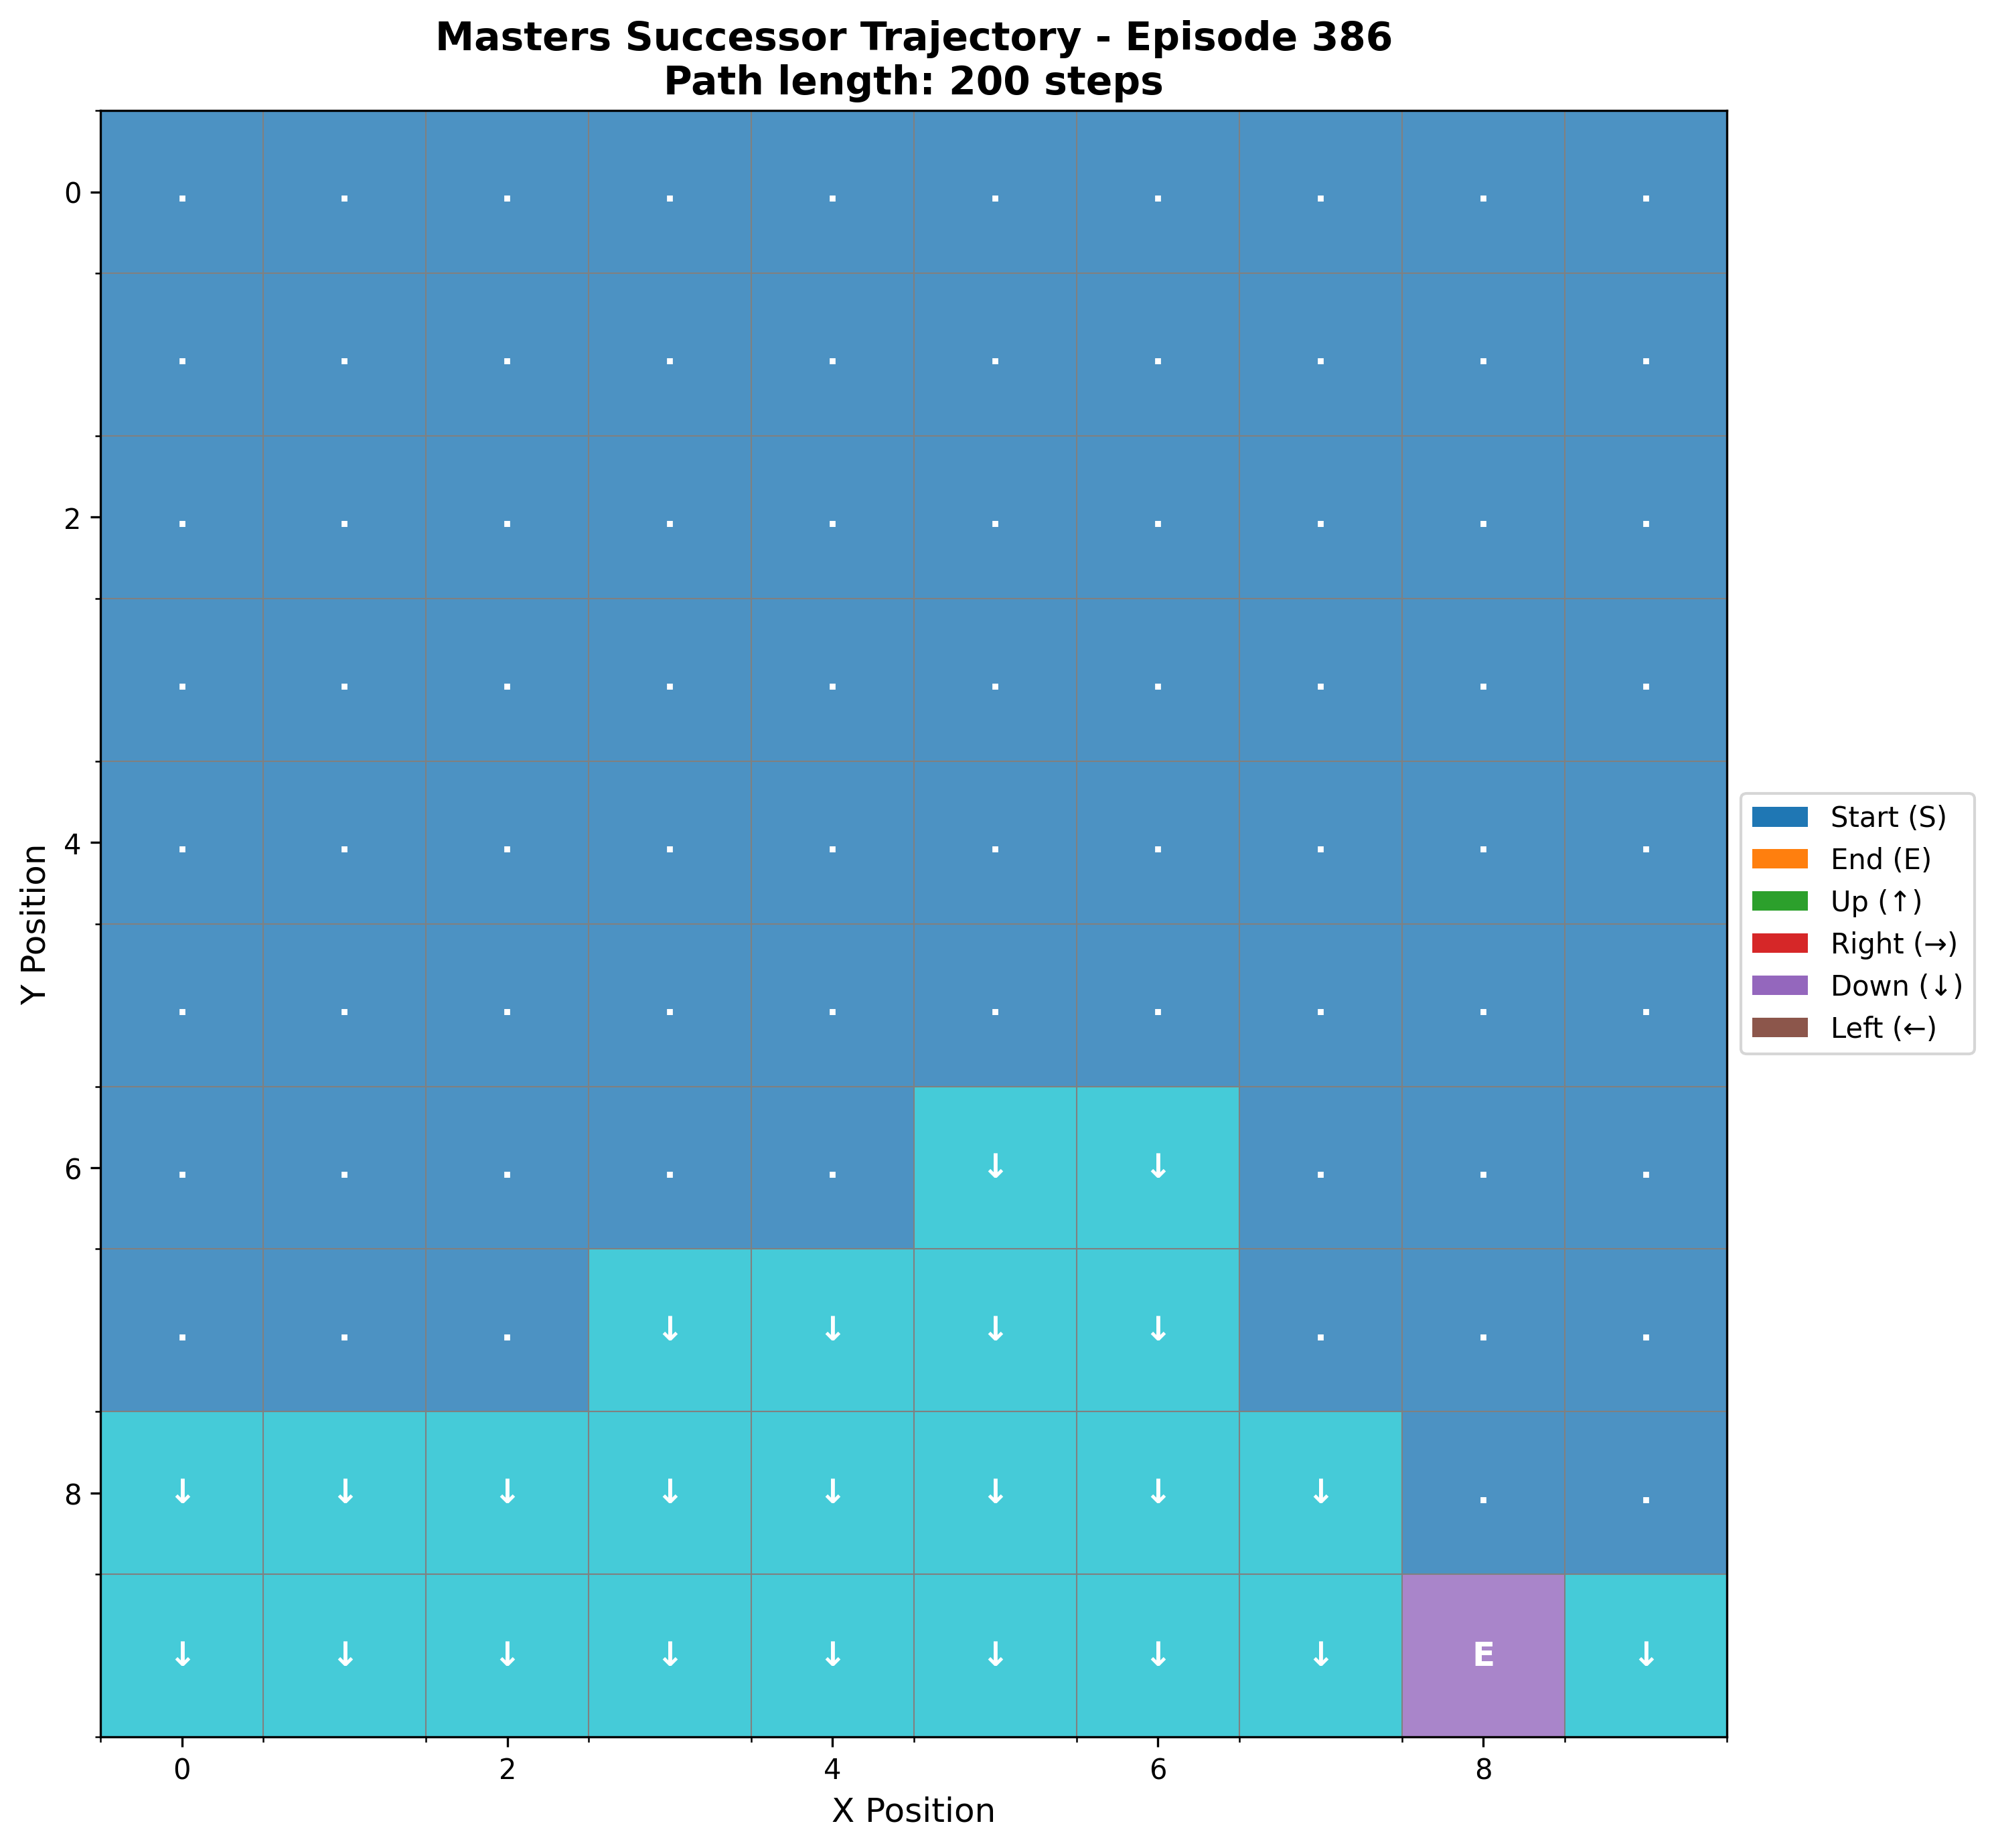 Masters Successor Trajectory - Episode 386
Path length: 200 steps
0 . . . . . . . . . .
. . . . . . . . . .
2 . . . . . . . . . .
. . . . . . . . . .
4 . . . . . . . . . .
. . . . . . . . . .
6 . . . . . ↓ ↓ . . .
. . . ↓ ↓ ↓ ↓ . . .
8 ↓ ↓ ↓ ↓ ↓ ↓ ↓ ↓ . .
↓ ↓ ↓ ↓ ↓ ↓ ↓ ↓ E ↓
0 2 4 6 8
X Position
Y Position
Start (S)
End (E)
Up (↑)
Right (→)
Down (↓)
Left (←)